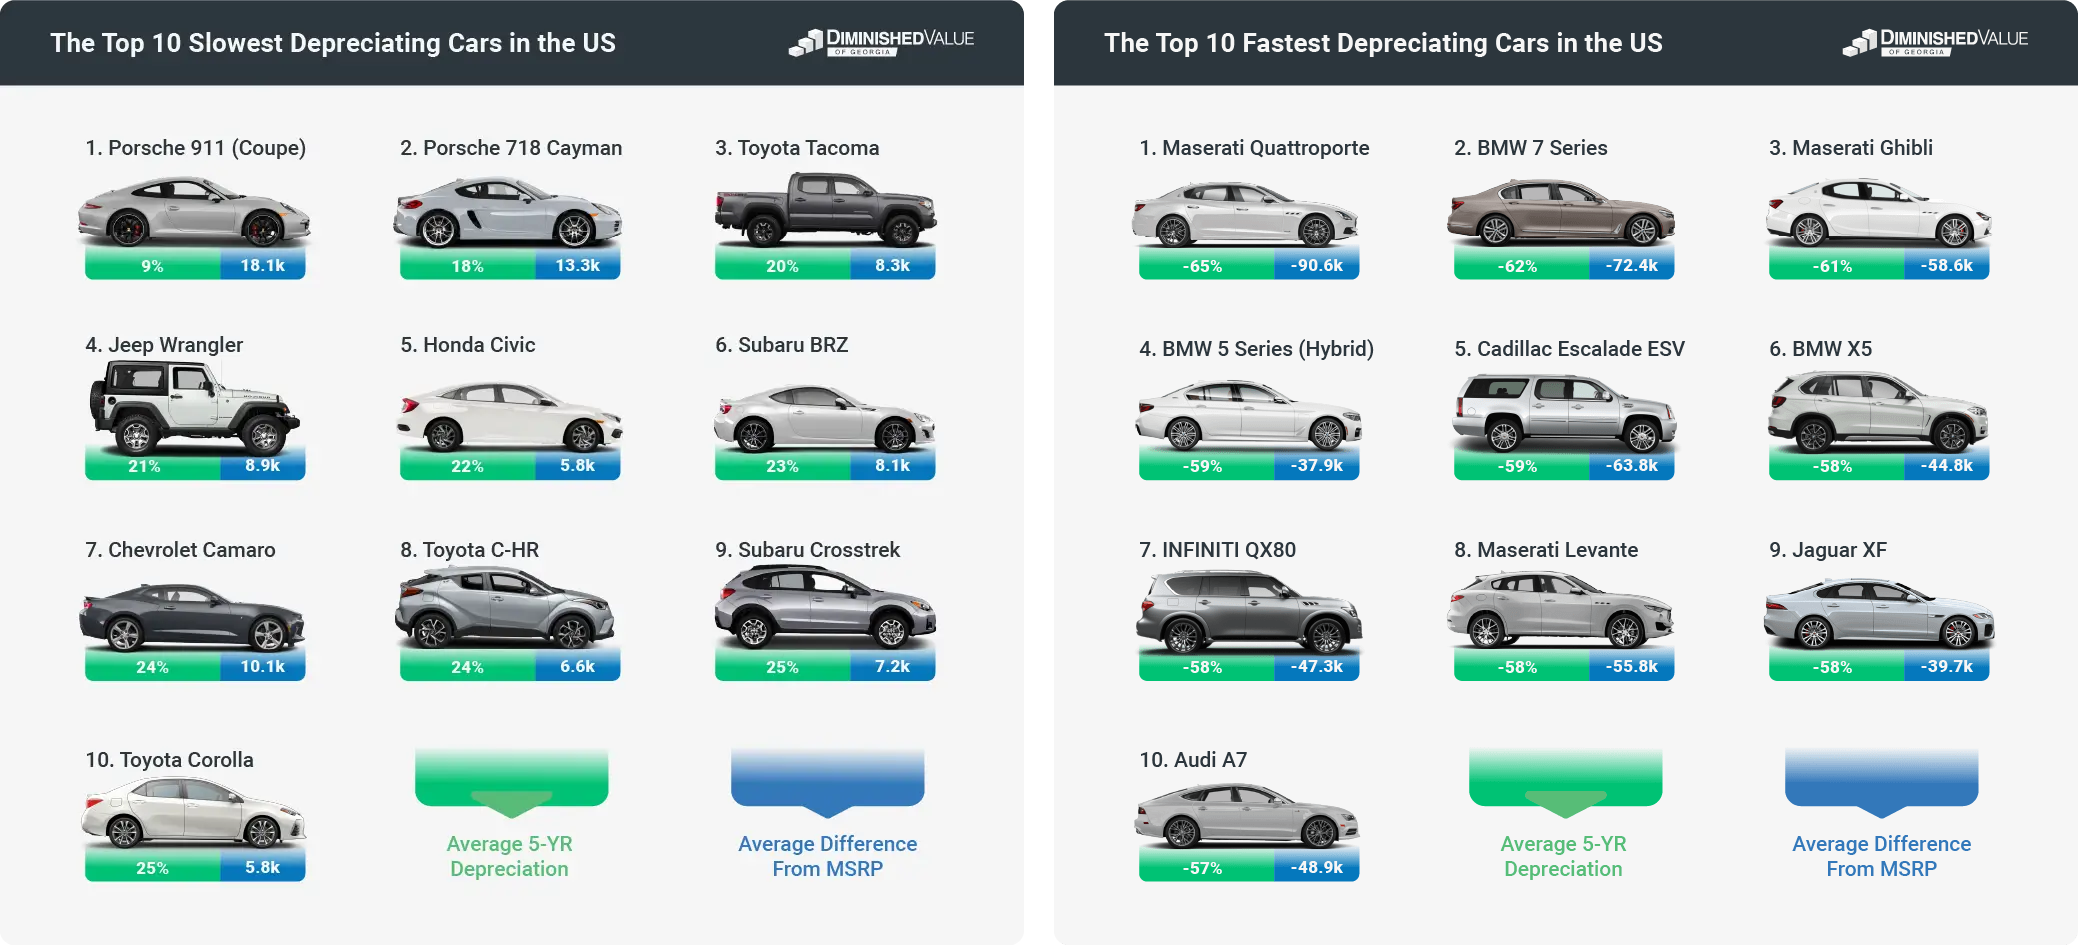 The Top 10 Slowest Depreciating Cars in the US
DIMINISHEDVALUE
OF GEORGIA
1. Porsche 911 (Coupe)
9% 18.1k
2. Porsche 718 Cayman
18% 13.3k
3. Toyota Tacoma
20% 8.3k
4. Jeep Wrangler
21% 8.9k
5. Honda Civic
22% 5.8k
6. Subaru BRZ
23% 8.1k
7. Chevrolet Camaro
24% 10.1k
8. Toyota C-HR
24% 6.6k
9. Subaru Crosstrek
25% 7.2k
10. Toyota Corolla
25% 5.8k
Average 5-YR
Depreciation
Average Difference
From MSRP
The Top 10 Fastest Depreciating Cars in the US
DIMINISHEDVALUE
OF GEORGIA
1. Maserati Quattroporte
-65% -90.6k
2. BMW 7 Series
-62% -72.4k
3. Maserati Ghibli
-61% -58.6k
4. BMW 5 Series (Hybrid)
-59% -37.9k
5. Cadillac Escalade ESV
-59% -63.8k
6. BMW X5
-58% -44.8k
7. INFINITI QX80
-58% -47.3k
8. Maserati Levante
-58% -55.8k
9. Jaguar XF
-58% -39.7k
10. Audi A7
-57% -48.9k
Average 5-YR
Depreciation
Average Difference
From MSRP